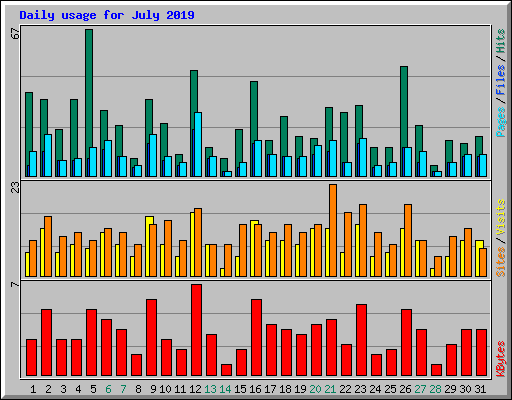 Daily usage for July 2019
67
Pages / Files / Hits
23
Sites / Visits
7
KBytes
1 2 3 4 5 6 7 8 9 10 11 12 13 14 15 16 17 18 19 20 21 22 23 24 25 26 27 28 29 30 31